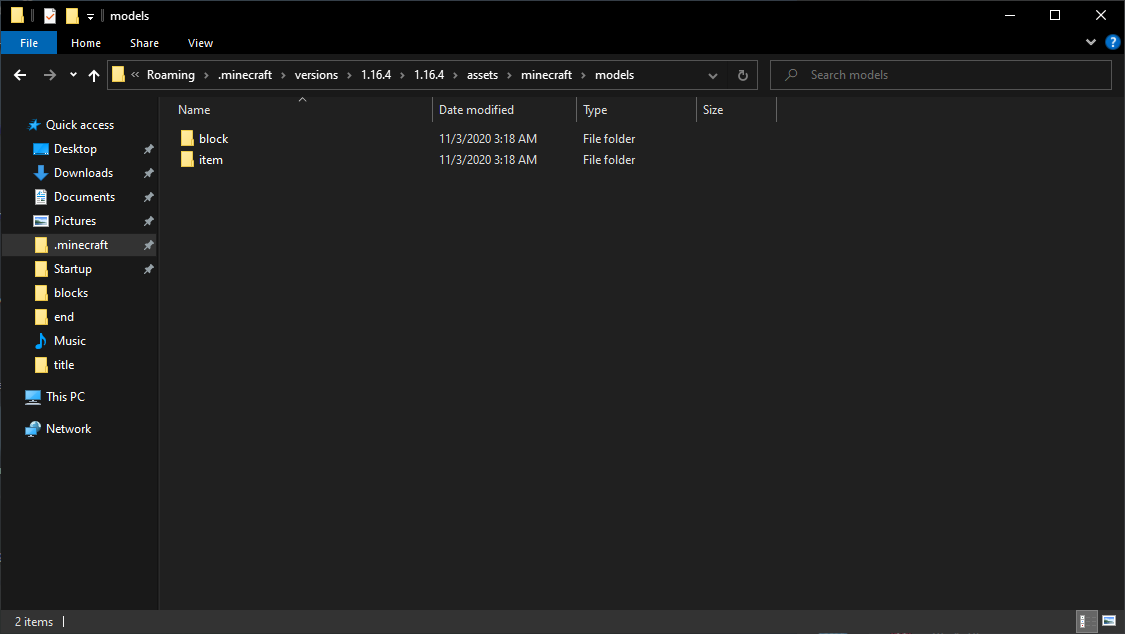 models
File Home Share View
« Roaming > .minecraft > versions > 1.16.4 > 1.16.4 > assets > minecraft > models
Search models
Name Date modified Type Size
block 11/3/2020 3:18 AM File folder
item 11/3/2020 3:18 AM File folder
Quick access
Desktop
Downloads
Documents
Pictures
.minecraft
Startup
blocks
end
Music
title
This PC
Network
2 items